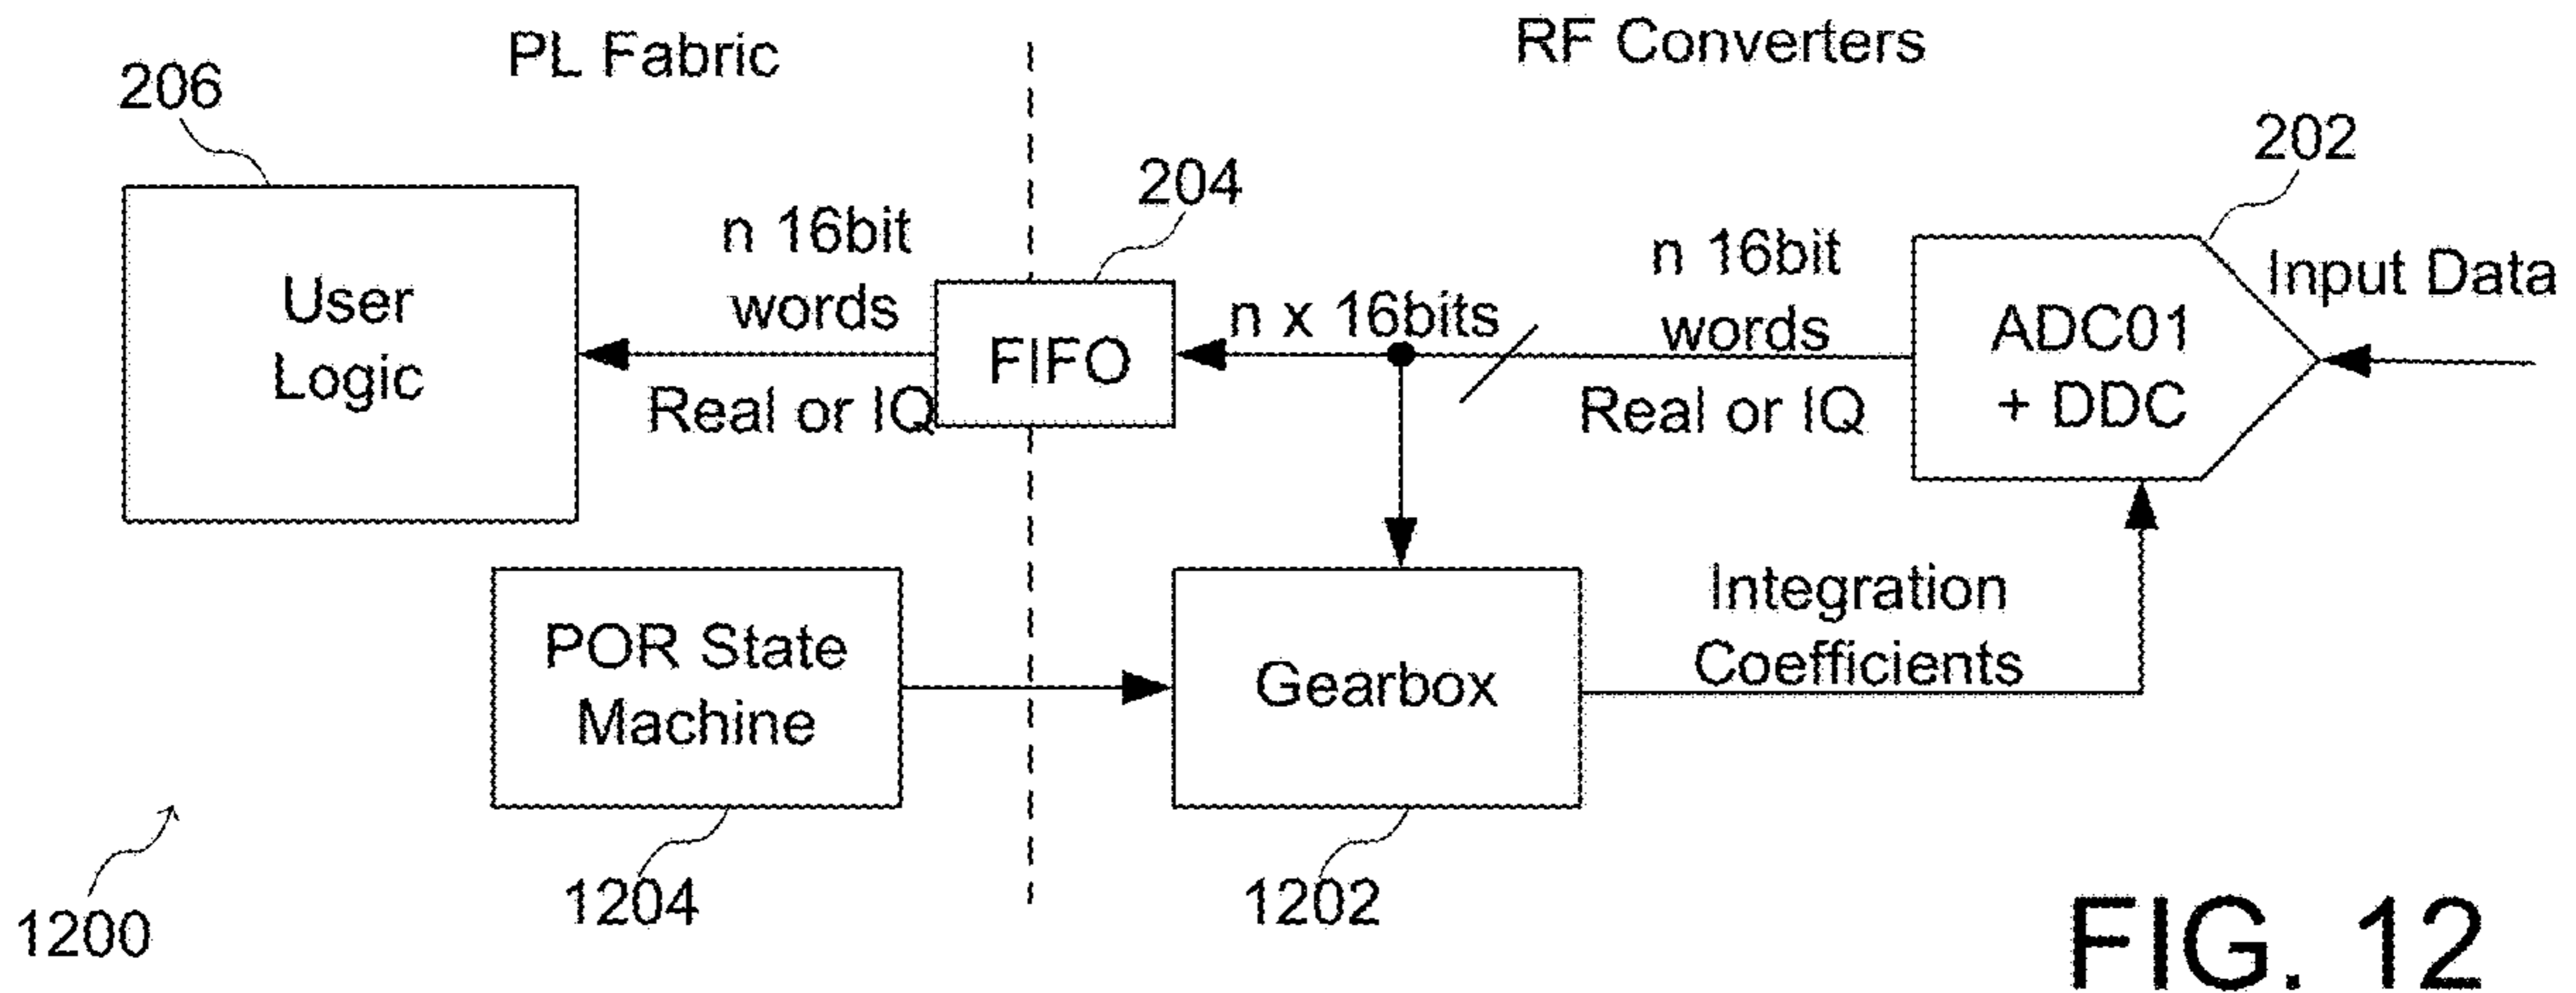 PL Fabric
RF Converters
206
204
202
User
Logic
n 16bit
words
Real or IQ
FIFO
n x 16bits
n 16bit
words
Real or IQ
ADC01
+ DDC
Input Data
POR State
Machine
Gearbox
Integration
Coefficients
1200
1204
1202
FIG. 12